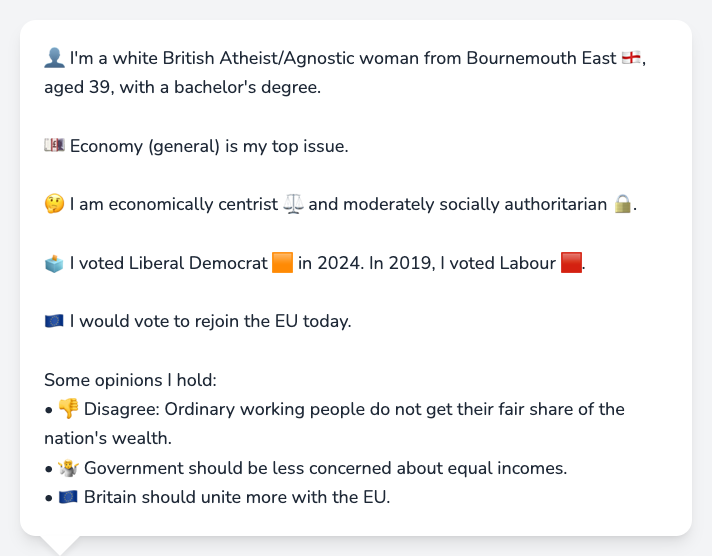 👤 I'm a white British Atheist/Agnostic woman from Bournemouth East 🏴󠁧󠁢󠁥󠁮󠁧󠁿,
aged 39, with a bachelor's degree.
💷 Economy (general) is my top issue.
🤔 I am economically centrist ⚖️ and moderately socially authoritarian 🔒.
🗳️ I voted Liberal Democrat 🟧 in 2024. In 2019, I voted Labour 🟥.
🇪🇺 I would vote to rejoin the EU today.
Some opinions I hold:
• 👎 Disagree: Ordinary working people do not get their fair share of the
nation's wealth.
• 🤷 Government should be less concerned about equal incomes.
• 🇪🇺 Britain should unite more with the EU.